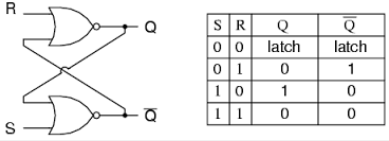 R
Q
Q̅
S
S R Q Q̅
0 0 latch latch
0 1 0 1
1 0 1 0
1 1 0 0